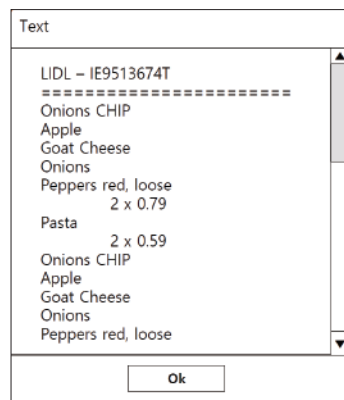 Text
LIDL – IE9513674T
=======================
Onions CHIP
Apple
Goat Cheese
Onions
Peppers red, loose
2 x 0.79
Pasta
2 x 0.59
Onions CHIP
Apple
Goat Cheese
Onions
Peppers red, loose
Ok